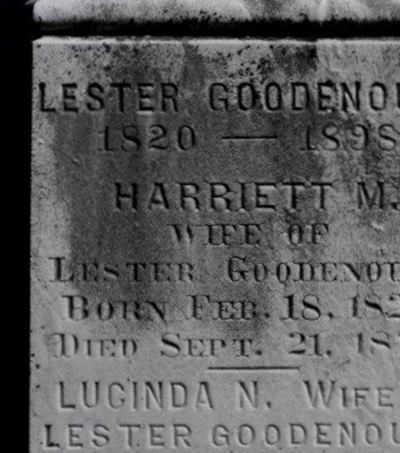 LESTER GOODENOU
1820 — 1898
HARRIETT M.
WIFE OF
LESTER GOODENOU
BORN FEB. 18, 182
DIED SEPT. 21, 18
LUCINDA N. WIFE
LESTER GOODENOU